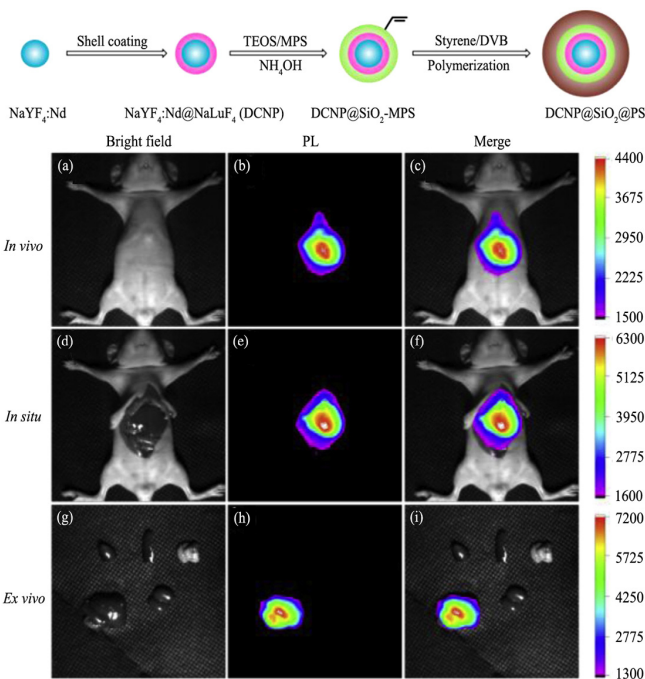 Shell coating TEOS/MPS Styrene/DVB
NH₄OH Polymerization
NaYF₄:Nd NaYF₄:Nd@NaLuF₄ (DCNP) DCNP@SiO₂-MPS DCNP@SiO₂@PS
Bright field PL Merge
In vivo
(a) (b) (c)
4400
3675
2950
2225
1500
In situ
(d) (e) (f)
6300
5125
3950
2775
1600
Ex vivo
(g) (h) (i)
7200
5725
4250
2775
1300